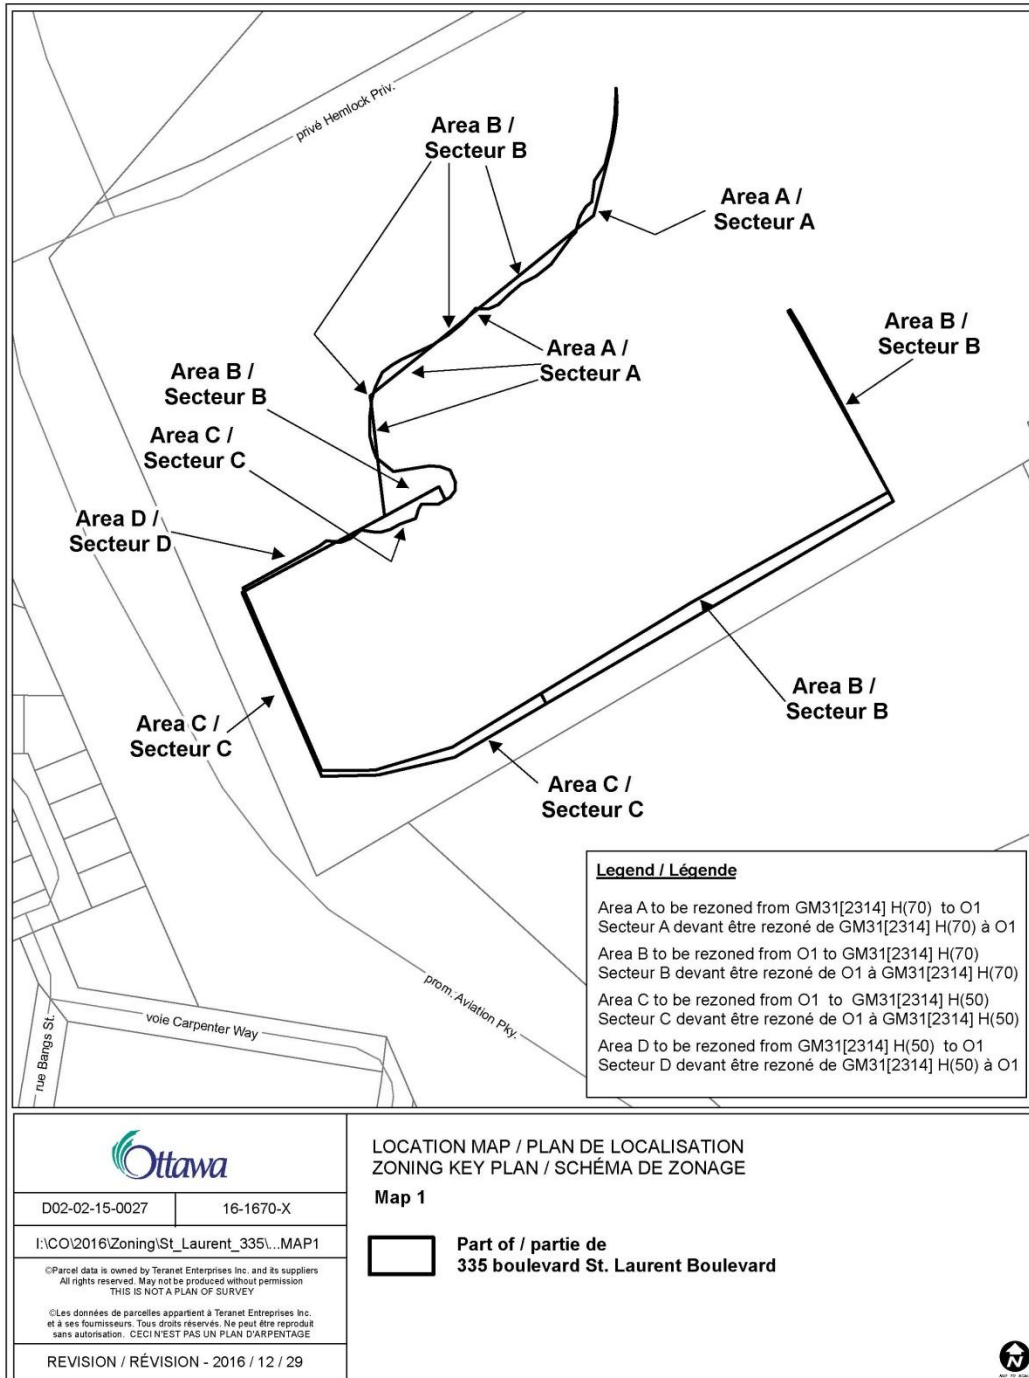 privé Hemlock Priv.
Area B /
Secteur B
Area A /
Secteur A
Area B /
Secteur B
Area A /
Secteur A
Area B /
Secteur B
Area C /
Secteur C
Area D /
Secteur D
Area B /
Secteur B
Area C /
Secteur C
Area C /
Secteur C
prom. Aviation Pky.
voie Carpenter Way
rue Bangs St.
Legend / Légende
Area A to be rezoned from GM31[2314] H(70) to O1
Secteur A devant être rezoné de GM31[2314] H(70) à O1
Area B to be rezoned from O1 to GM31[2314] H(70)
Secteur B devant être rezoné de O1 à GM31[2314] H(70)
Area C to be rezoned from O1 to GM31[2314] H(50)
Secteur C devant être rezoné de O1 à GM31[2314] H(50)
Area D to be rezoned from GM31[2314] H(50) to O1
Secteur D devant être rezoné de GM31[2314] H(50) à O1
Ottawa
D02-02-15-0027
16-1670-X
I:\CO\2016\Zoning\St_Laurent_335\...MAP1
©Parcel data is owned by Teranet Enterprises Inc. and its suppliers
All rights reserved. May not be produced without permission
THIS IS NOT A PLAN OF SURVEY
©Les données de parcelles appartient à Teranet Entreprises Inc.
et à ses fournisseurs. Tous droits réservés. Ne peut être reproduit
sans autorisation. CECI N'EST PAS UN PLAN D'ARPENTAGE
REVISION / RÉVISION - 2016 / 12 / 29
LOCATION MAP / PLAN DE LOCALISATION
ZONING KEY PLAN / SCHÉMA DE ZONAGE
Map 1
Part of / partie de
335 boulevard St. Laurent Boulevard
N